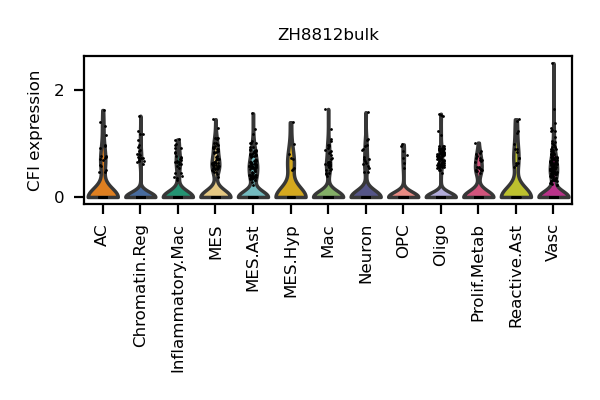 ZH8812bulk
CFI expression
2
0
AC
Chromatin.Reg
Inflammatory.Mac
MES
MES.Ast
MES.Hyp
Mac
Neuron
OPC
Oligo
Prolif.Metab
Reactive.Ast
Vasc